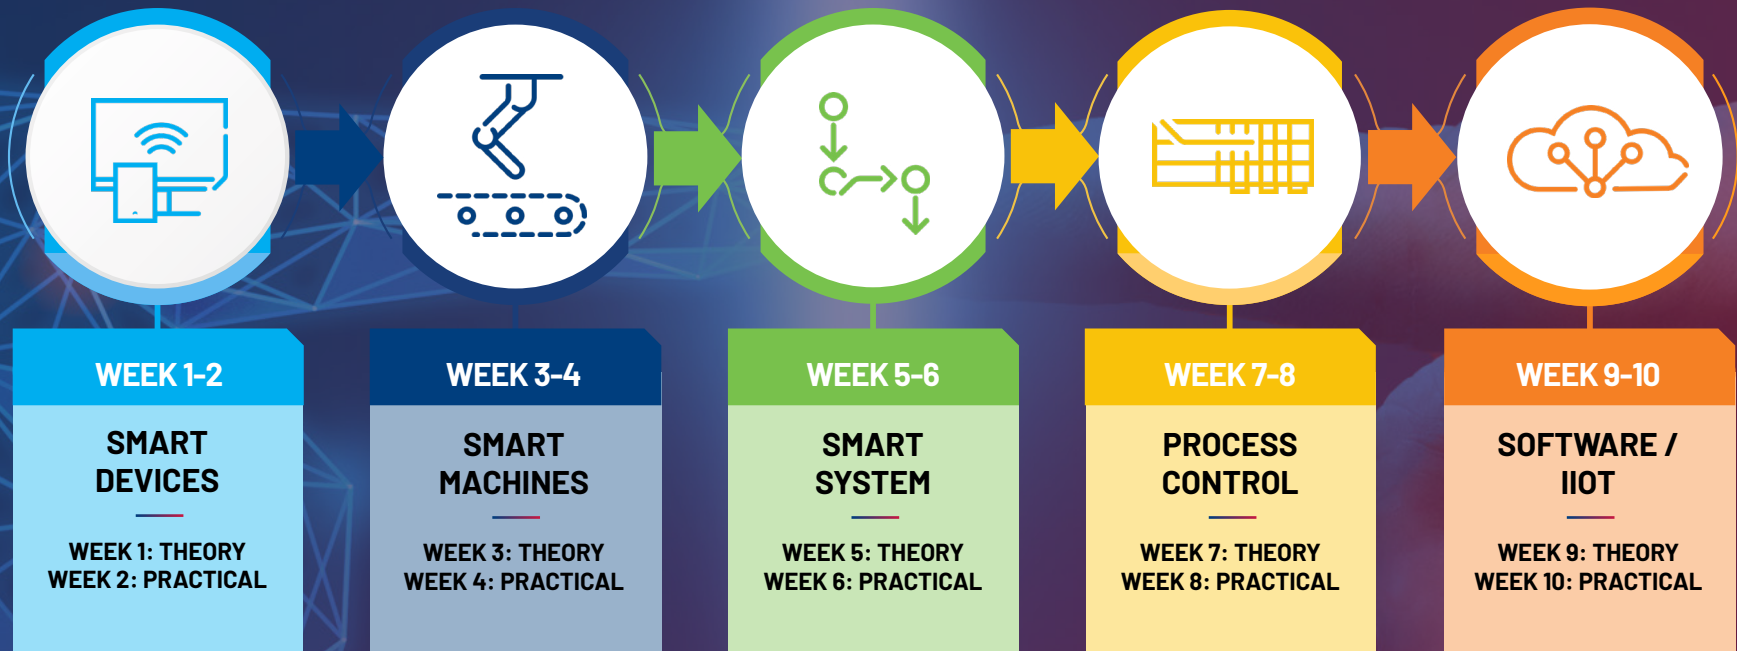 WEEK 1-2
SMART
DEVICES
WEEK 1: THEORY
WEEK 2: PRACTICAL
WEEK 3-4
SMART
MACHINES
WEEK 3: THEORY
WEEK 4: PRACTICAL
WEEK 5-6
SMART
SYSTEM
WEEK 5: THEORY
WEEK 6: PRACTICAL
WEEK 7-8
PROCESS
CONTROL
WEEK 7: THEORY
WEEK 8: PRACTICAL
WEEK 9-10
SOFTWARE /
IIOT
WEEK 9: THEORY
WEEK 10: PRACTICAL